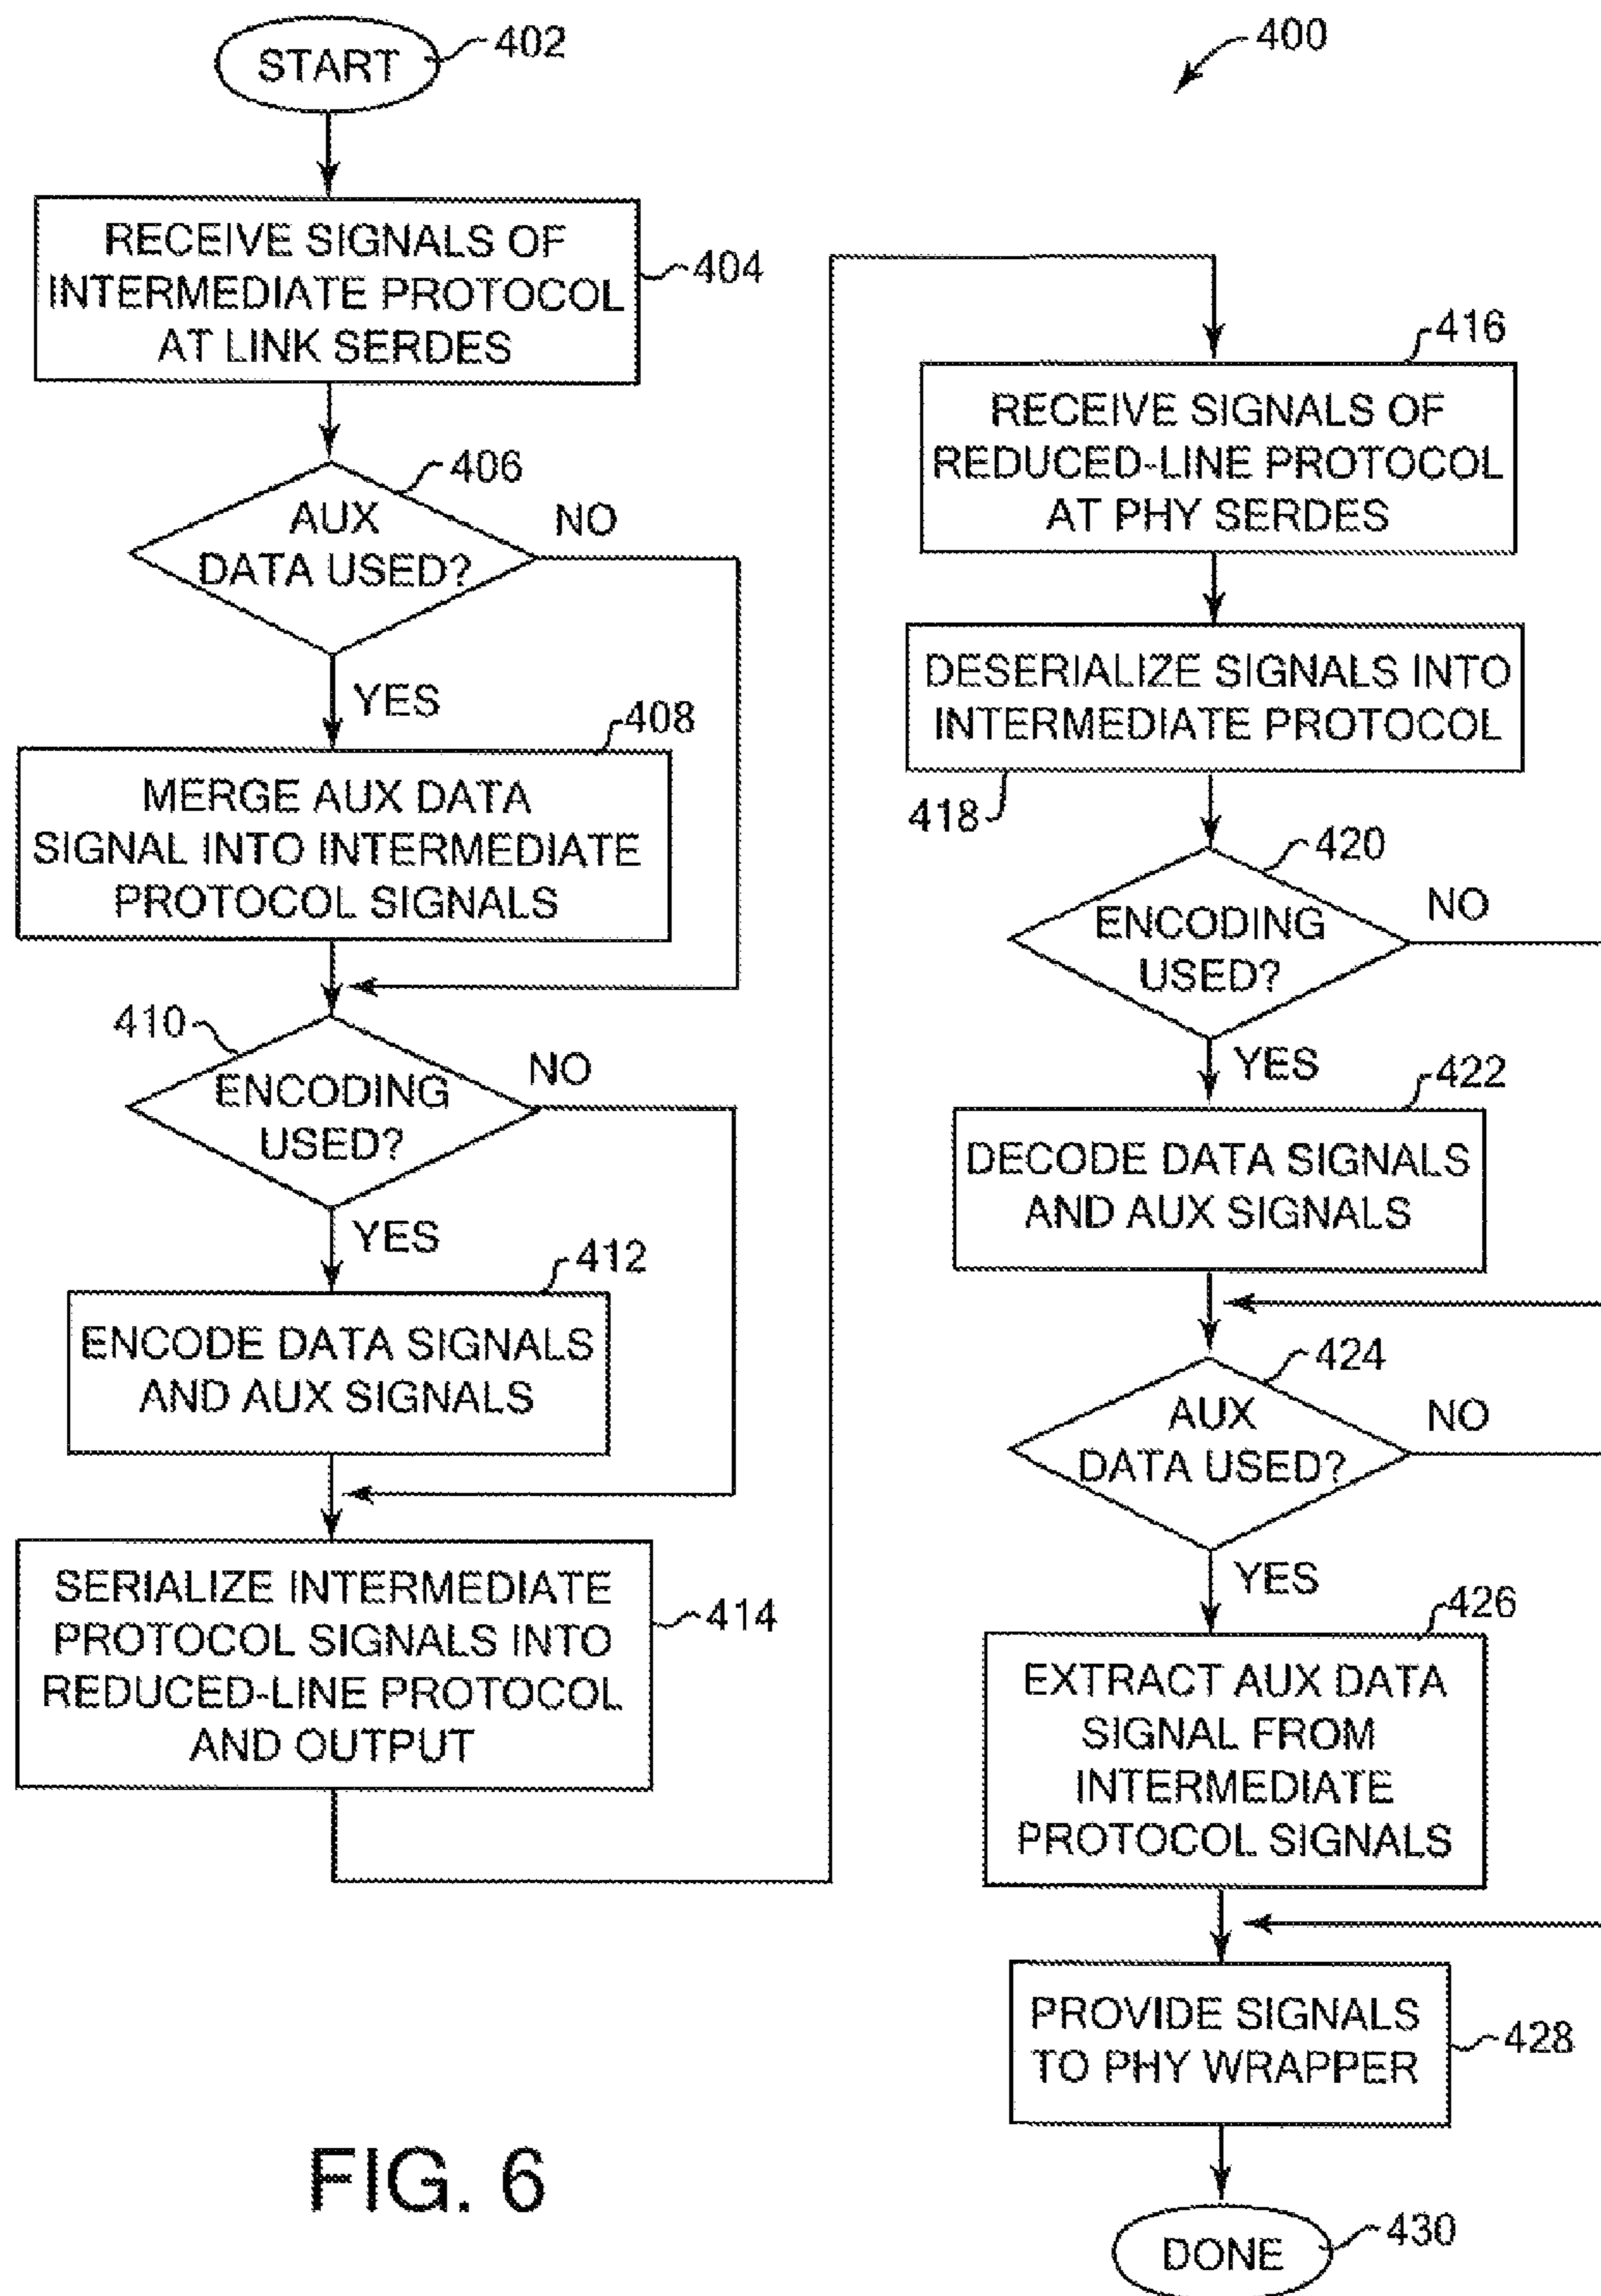 START
402
400
RECEIVE SIGNALS OF
INTERMEDIATE PROTOCOL
AT LINK SERDES
404
406
AUX
DATA USED?
NO
YES
408
MERGE AUX DATA
SIGNAL INTO INTERMEDIATE
PROTOCOL SIGNALS
410
ENCODING
USED?
NO
YES
412
ENCODE DATA SIGNALS
AND AUX SIGNALS
SERIALIZE INTERMEDIATE
PROTOCOL SIGNALS INTO
REDUCED-LINE PROTOCOL
AND OUTPUT
414
416
RECEIVE SIGNALS OF
REDUCED-LINE PROTOCOL
AT PHY SERDES
DESERIALIZE SIGNALS INTO
INTERMEDIATE PROTOCOL
418
420
ENCODING
USED?
NO
YES
422
DECODE DATA SIGNALS
AND AUX SIGNALS
424
AUX
DATA USED?
NO
YES
426
EXTRACT AUX DATA
SIGNAL FROM
INTERMEDIATE
PROTOCOL SIGNALS
PROVIDE SIGNALS
TO PHY WRAPPER
428
DONE
430
FIG. 6